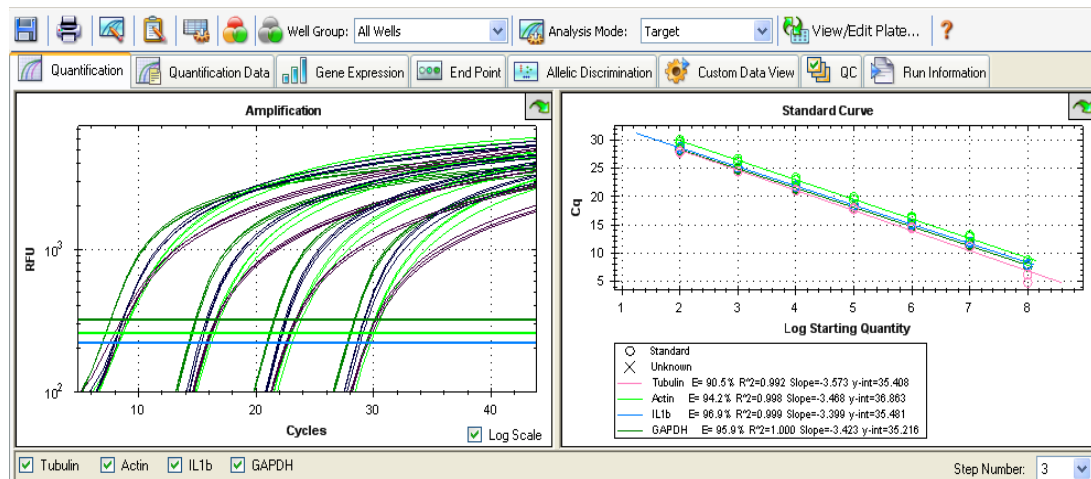 Well Group: All Wells Analysis Mode: Target View/Edit Plate... ?
Quantification Quantification Data Gene Expression End Point Allelic Discrimination Custom Data View QC Run Information
Amplification
RFU
10^3
10^2
10 20 30 40
Cycles
Log Scale
Standard Curve
Cq
30
25
20
15
10
5
1 2 3 4 5 6 7 8
Log Starting Quantity
Standard
Unknown
Tubulin E= 90.5% R^2=0.992 Slope=-3.573 y-int=35.408
Actin E= 94.2% R^2=0.998 Slope=-3.468 y-int=36.863
IL1b E= 96.9% R^2=0.999 Slope=-3.399 y-int=35.481
GAPDH E= 95.9% R^2=1.000 Slope=-3.423 y-int=35.216
Tubulin Actin IL1b GAPDH
Step Number: 3